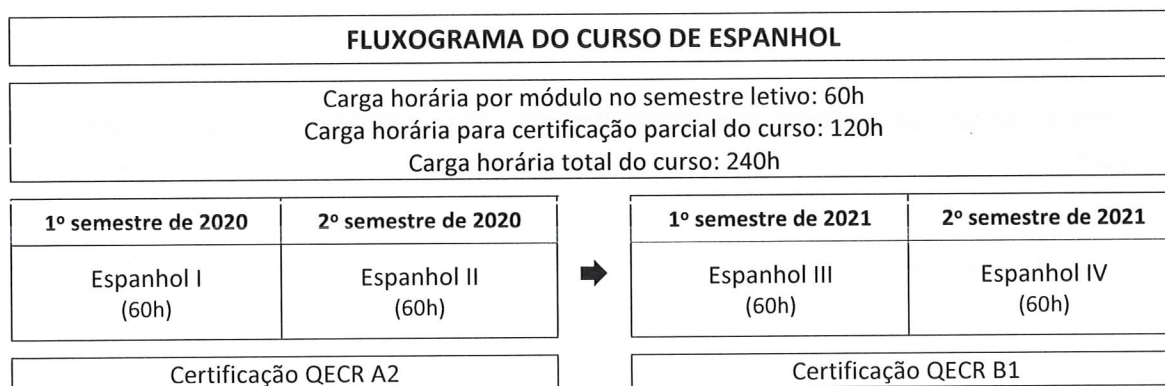 FLUXOGRAMA DO CURSO DE ESPANHOL
Carga horária por módulo no semestre letivo: 60h
Carga horária para certificação parcial do curso: 120h
Carga horária total do curso: 240h
1º semestre de 2020
2º semestre de 2020
1º semestre de 2021
2º semestre de 2021
Espanhol I
(60h)
Espanhol II
(60h)
Espanhol III
(60h)
Espanhol IV
(60h)
Certificação QECR A2
Certificação QECR B1